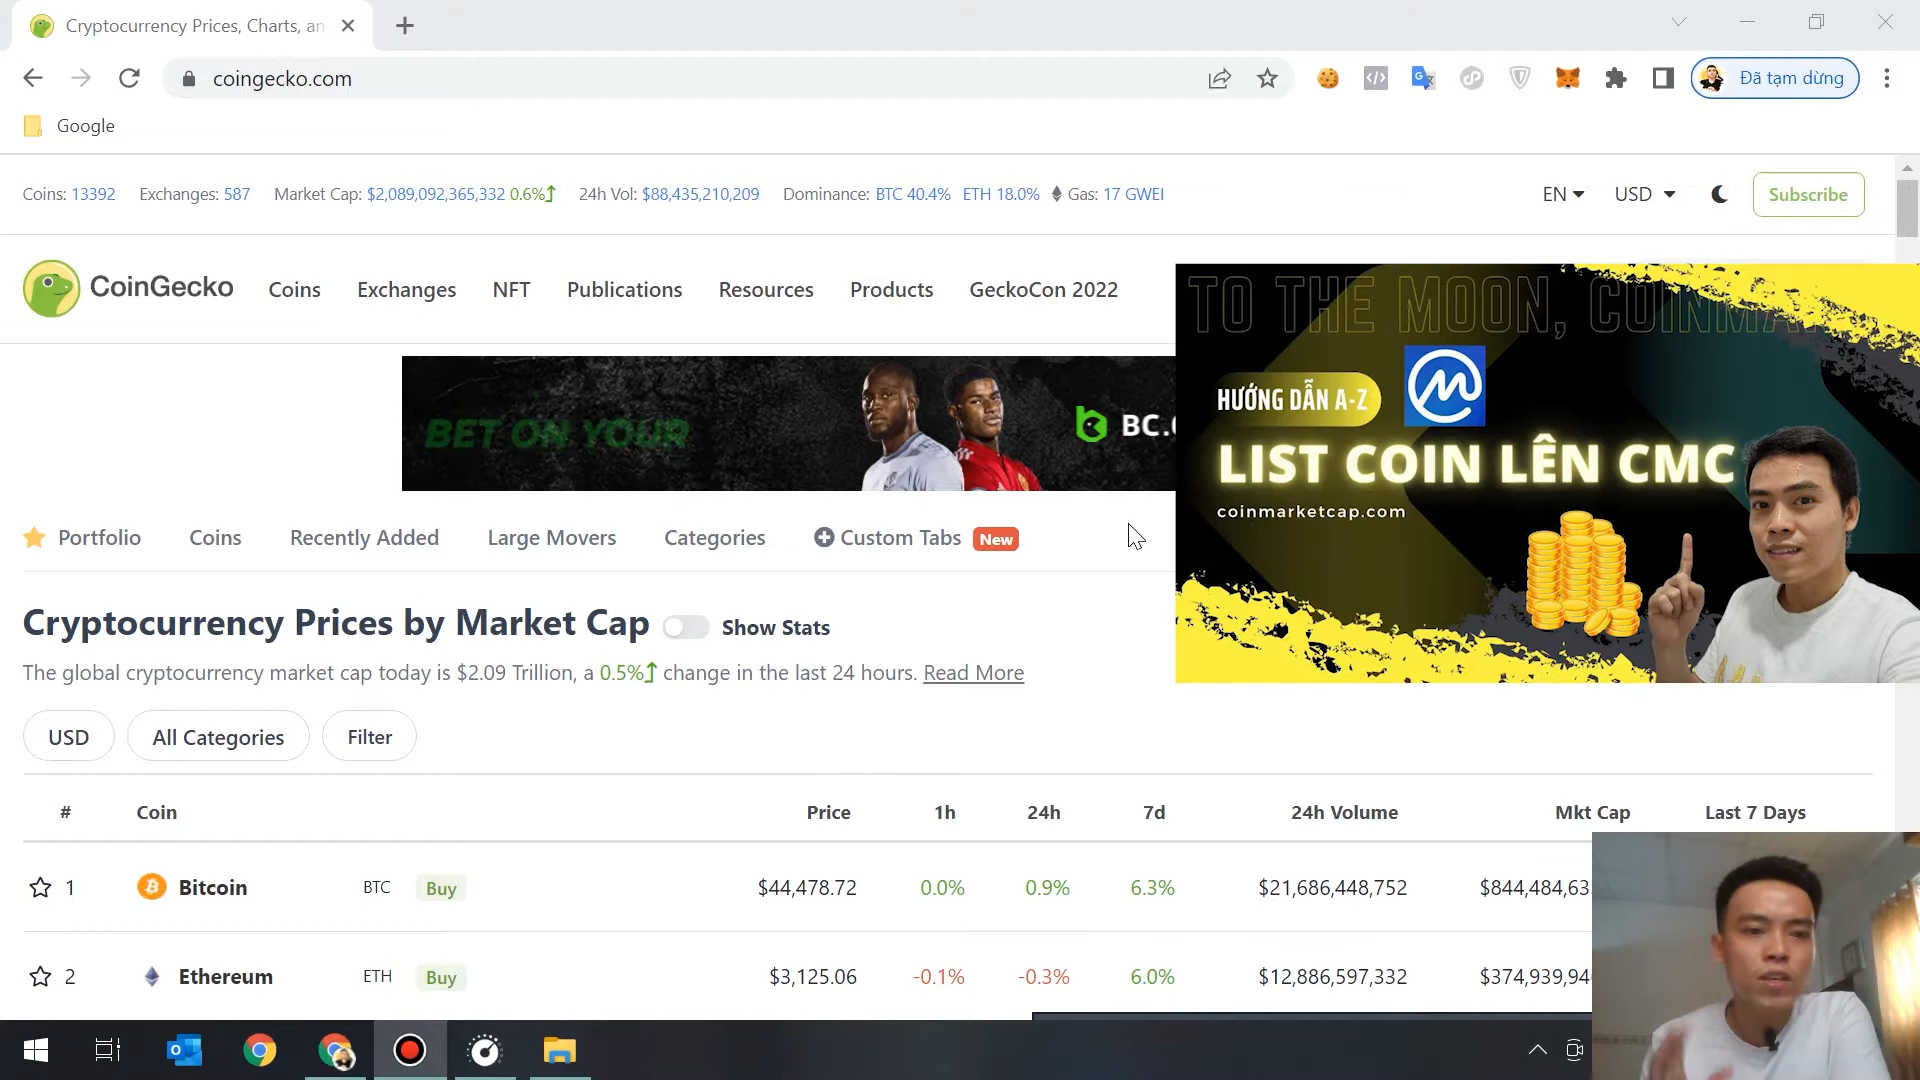 Cryptocurrency Prices, Charts, an
coingecko.com
Đã tạm dừng
Google
Coins: 13392 Exchanges: 587 Market Cap: $2,089,092,365,332 0.6% 24h Vol: $88,435,210,209 Dominance: BTC 40.4% ETH 18.0% Gas: 17 GWEI
EN USD Subscribe
CoinGecko Coins Exchanges NFT Publications Resources Products GeckoCon 2022
BET ON YOUR
BC.
TO THE MOON, COINMA
HƯỚNG DẪN A-Z
LIST COIN LÊN CMC
coinmarketcap.com
Portfolio Coins Recently Added Large Movers Categories Custom Tabs New
Cryptocurrency Prices by Market Cap Show Stats
The global cryptocurrency market cap today is $2.09 Trillion, a 0.5% change in the last 24 hours. Read More
USD All Categories Filter
# Coin Price 1h 24h 7d 24h Volume Mkt Cap Last 7 Days
1 Bitcoin BTC Buy $44,478.72 0.0% 0.9% 6.3% $21,686,448,752 $844,484,63
2 Ethereum ETH Buy $3,125.06 -0.1% -0.3% 6.0% $12,886,597,332 $374,939,94